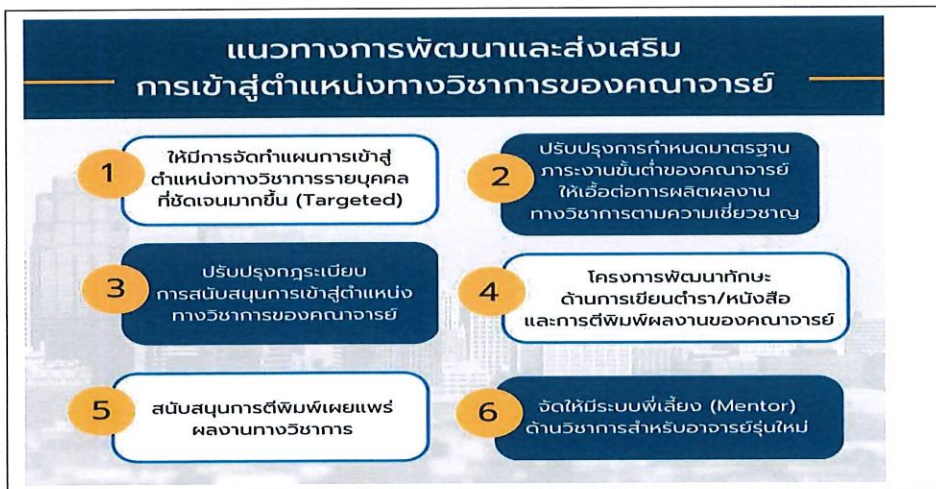 แนวทางการพัฒนาและส่งเสริม
การเข้าสู่ตำแหน่งทางวิชาการของคณาจารย์
1
ให้มีการจัดทำแผนการเข้าสู่
ตำแหน่งทางวิชาการรายบุคคล
ที่ชัดเจนมากขึ้น (Targeted)
2
ปรับปรุงการกำหนดมาตรฐาน
ภาระงานขั้นต่ำของคณาจารย์
ให้เอื้อต่อการผลิตผลงาน
ทางวิชาการตามความเชี่ยวชาญ
3
ปรับปรุงกฎระเบียบ
การสนับสนุนการเข้าสู่ตำแหน่ง
ทางวิชาการของคณาจารย์
4
โครงการพัฒนาทักษะ
ด้านการเขียนตำรา/หนังสือ
และการตีพิมพ์ผลงานของคณาจารย์
5
สนับสนุนการตีพิมพ์เผยแพร่
ผลงานทางวิชาการ
6
จัดให้มีระบบพี่เลี้ยง (Mentor)
ด้านวิชาการสำหรับอาจารย์รุ่นใหม่